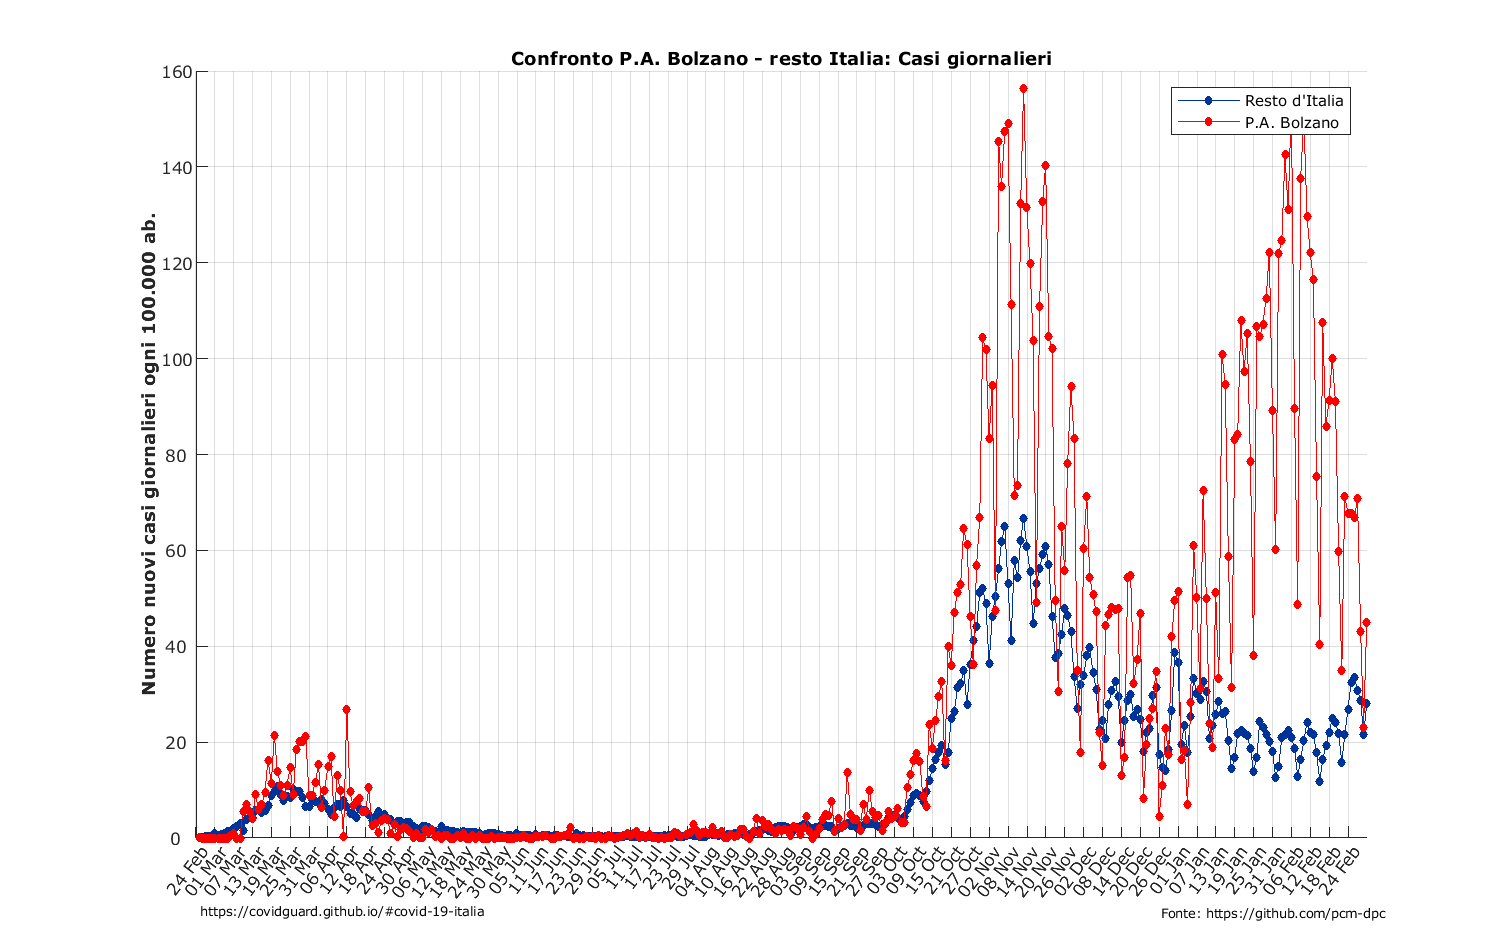 Confronto P.A. Bolzano - resto Italia: Casi giornalieri
Numero nuovi casi giornalieri ogni 100.000 ab.
160
140
120
100
80
60
40
20
0
Resto d'Italia
P.A. Bolzano
24 Feb
01 Mar
07 Mar
13 Mar
19 Mar
25 Mar
31 Mar
06 Apr
12 Apr
18 Apr
24 Apr
30 Apr
06 May
12 May
18 May
24 May
30 May
05 Jun
11 Jun
17 Jun
23 Jun
29 Jun
05 Jul
11 Jul
17 Jul
23 Jul
29 Jul
04 Aug
10 Aug
16 Aug
22 Aug
28 Aug
03 Sep
09 Sep
15 Sep
21 Sep
27 Sep
03 Oct
09 Oct
15 Oct
21 Oct
27 Oct
02 Nov
08 Nov
14 Nov
20 Nov
26 Nov
02 Dec
08 Dec
14 Dec
20 Dec
26 Dec
01 Jan
07 Jan
13 Jan
19 Jan
25 Jan
31 Jan
06 Feb
12 Feb
18 Feb
24 Feb
https://covidguard.github.io/#covid-19-italia
Fonte: https://github.com/pcm-dpc